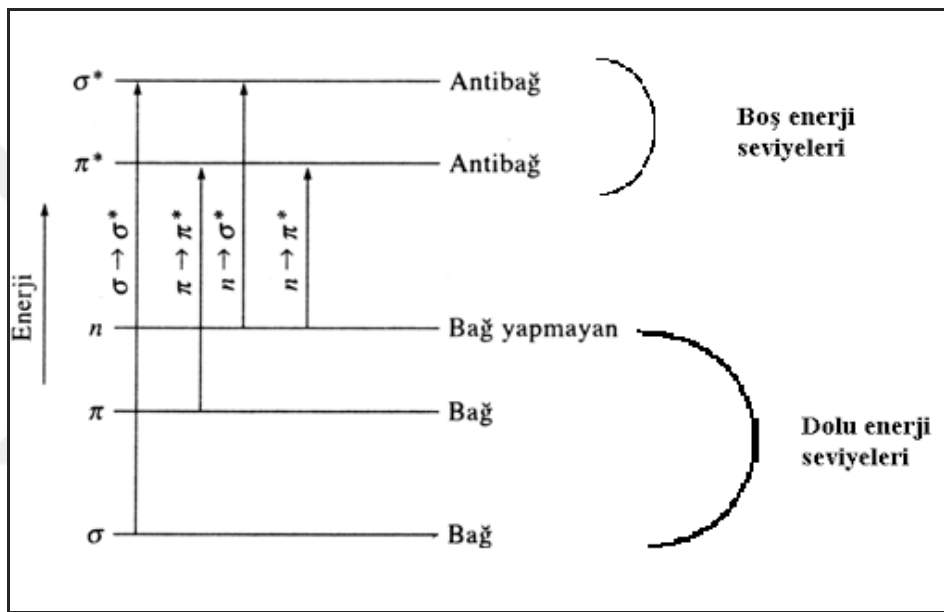 σ*
Antibağ
Boş enerji
seviyeleri
π*
Antibağ
Enerji
σ → σ*
π → π*
n → σ*
n → π*
n
Bağ yapmayan
π
Bağ
Dolu enerji
seviyeleri
σ
Bağ